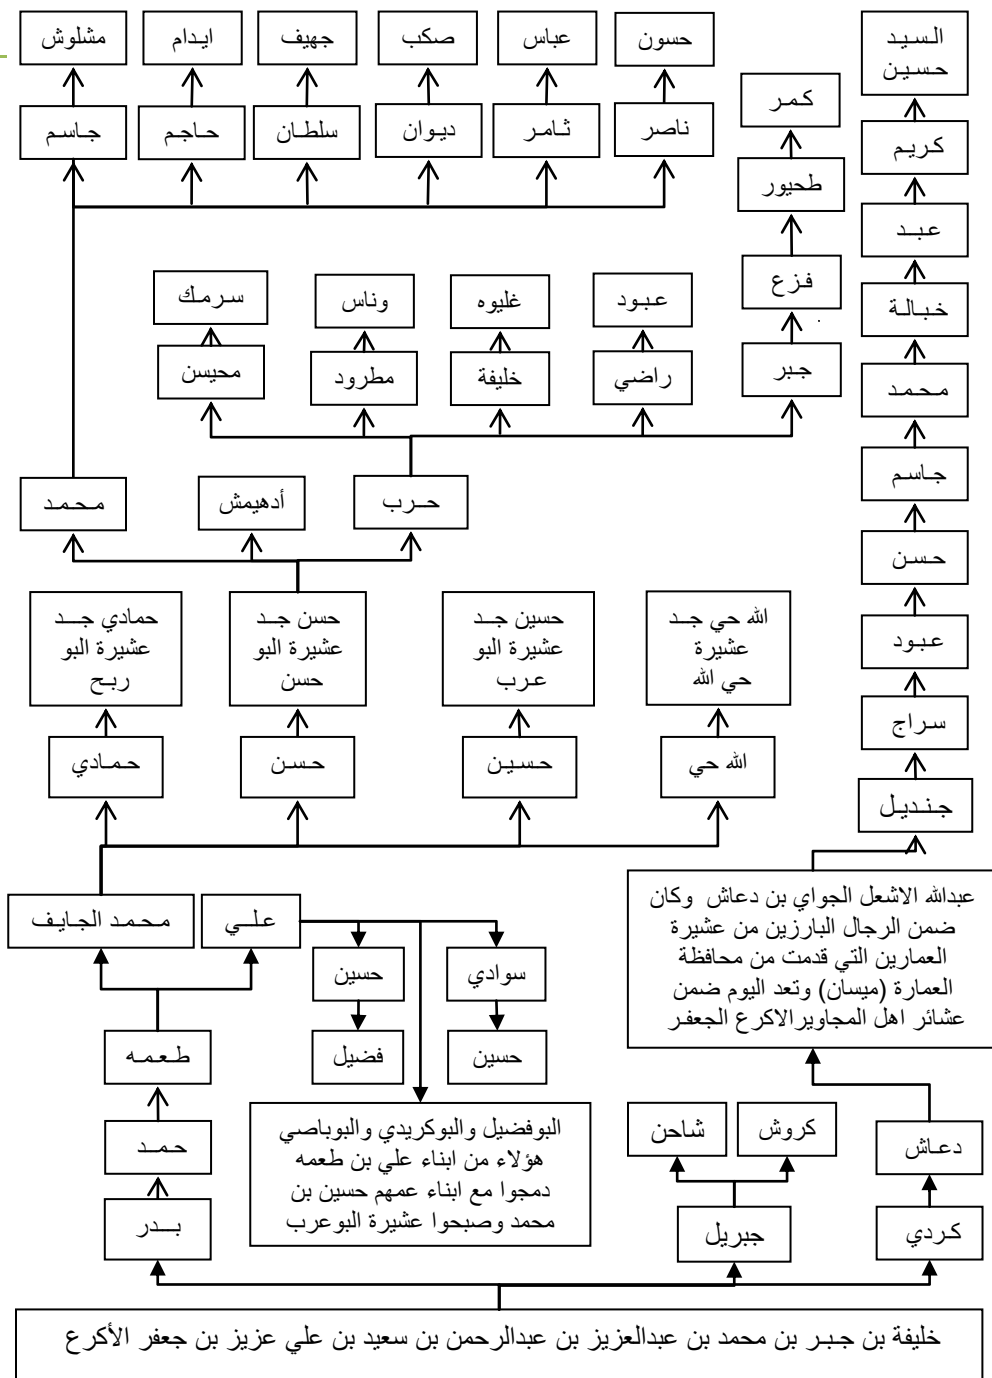 السيد
حسين
مشلوش
ايدام
جهيف
صكب
عباس
حسون
كمر
كريم
جاسم
حاجم
سلطان
ديوان
ثامر
ناصر
طحيور
عبد
سرمك
وناس
غليوه
عبود
فزع
خبالة
محيسن
مطرود
خليفة
راضي
جبر
محمد
جاسم
محمد
أدهيمش
حرب
حسن
حمادي جد
عشيرة البو
ربح
حسن جد
عشيرة البو
حسن
حسين جد
عشيرة البو
عرب
الله حي جد
عشيرة
حي الله
عبود
سراج
حمادي
حسن
حسين
الله حي
جنديل
محمد الجايف
علي
عبدالله الاشعل الجواي بن دعاش وكان
ضمن الرجال البارزين من عشيرة
العمارين التي قدمت من محافظة
العمارة (ميسان) وتعد اليوم ضمن
عشائر اهل المجاويرالاكرع الجعفر
حسين
سوادي
طعمه
فضيل
حسين
حمد
البوفضيل والبوكريدي والبوباصي
هؤلاء من ابناء علي بن طعمه
دمجوا مع ابناء عمهم حسين بن
محمد وصبحوا عشيرة البوعرب
شاحن
كروش
دعاش
بدر
جبريل
كردي
خليفة بن جبر بن محمد بن عبدالعزيز بن عبدالرحمن بن سعيد بن علي عزيز بن جعفر الأكرع